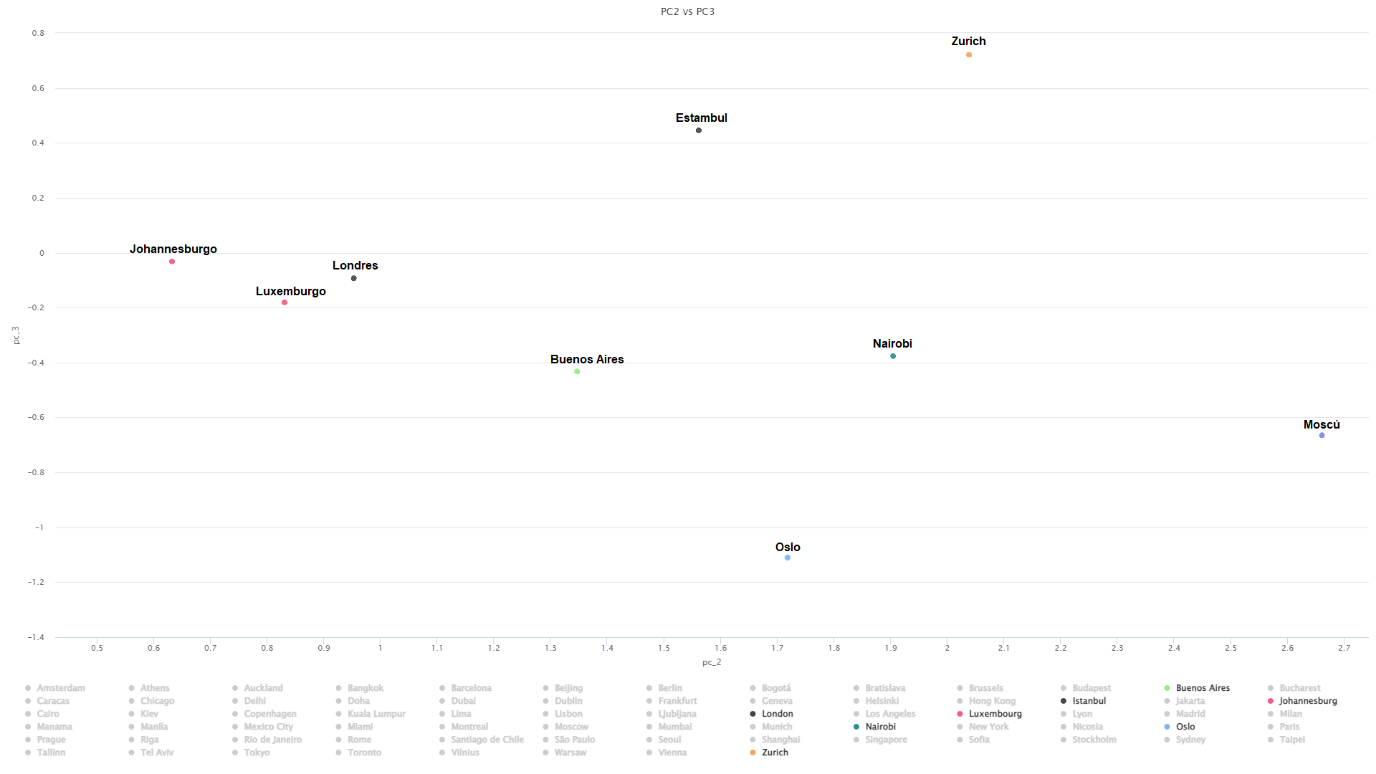 PC2 vs PC3
0.8
Zurich
0.6
Estambul
0.4
0.2
Johannesburgo
0
Londres
Luxemburgo
−0.2
pc_3
Nairobi
Buenos Aires
−0.4
Moscú
−0.6
−0.8
−1
Oslo
−1.2
−1.4
0.5 0.6 0.7 0.8 0.9 1 1.1 1.2 1.3 1.4 1.5 1.6 1.7 1.8 1.9 2 2.1 2.2 2.3 2.4 2.5 2.6 2.7
pc_2
Amsterdam Athens Auckland Bangkok Barcelona Beijing Berlin Bogotá Bratislava Brussels Budapest Buenos Aires Bucharest
Caracas Chicago Delhi Doha Dubai Dublin Frankfurt Geneva Helsinki Hong Kong Istanbul Jakarta Johannesburg
Cairo Kiev Copenhagen Kuala Lumpur Lima Lisbon Ljubljana London Los Angeles Luxembourg Lyon Madrid Milan
Manama Manila Mexico City Miami Montreal Moscow Mumbai Munich Nairobi New York Nicosia Oslo Paris
Prague Riga Rio de Janeiro Rome Santiago de Chile São Paulo Seoul Shanghai Singapore Sofia Stockholm Sydney Taipei
Tallinn Tel Aviv Tokyo Toronto Vilnius Warsaw Vienna Zurich